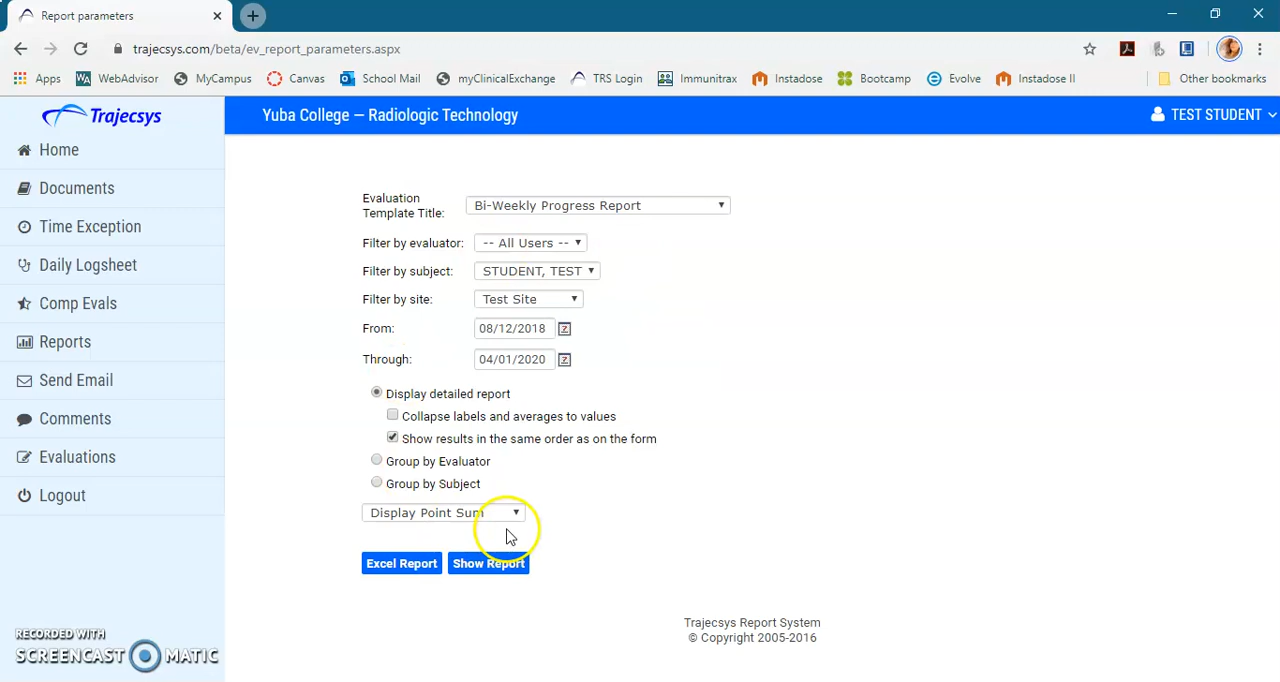 Report parameters
trajecsys.com/beta/ev_report_parameters.aspx
Apps WebAdvisor MyCampus Canvas School Mail myClinicalExchange TRS Login Immunitrax Instadose Bootcamp Evolve Instadose II Other bookmarks
Trajecsys
Yuba College — Radiologic Technology
TEST STUDENT
Home
Documents
Time Exception
Daily Logsheet
Comp Evals
Reports
Send Email
Comments
Evaluations
Logout
Evaluation
Template Title: Bi-Weekly Progress Report
Filter by evaluator: -- All Users --
Filter by subject: STUDENT, TEST
Filter by site: Test Site
From: 08/12/2018
Through: 04/01/2020
Display detailed report
Collapse labels and averages to values
Show results in the same order as on the form
Group by Evaluator
Group by Subject
Display Point Sum
Excel Report Show Report
Trajecsys Report System
© Copyright 2005-2016
RECORDED WITH
SCREENCAST MATIC